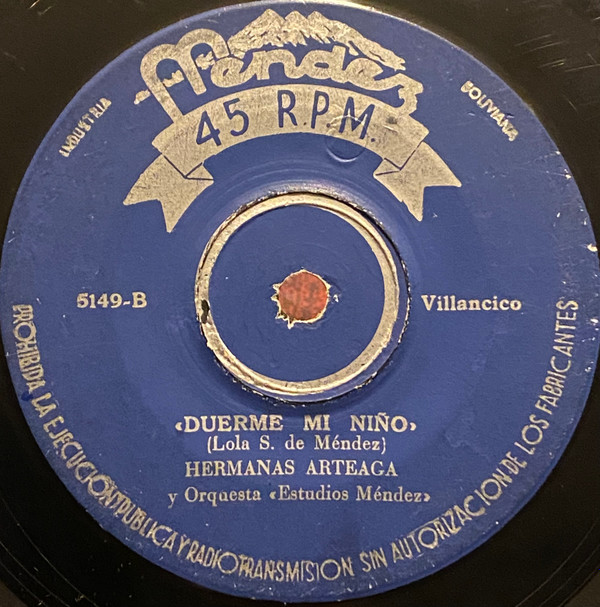 Méndez
INDUSTRIA
BOLIVIANA
45 R.P.M.
5149-B
Villancico
«DUERME MI NIÑO»
(Lola S. de Méndez)
HERMANAS ARTEAGA
y Orquesta «Estudios Méndez»
PROHIBIDA LA EJECUCIÓN PUBLICA Y RADIOTRANSMISION SIN AUTORIZACION DE LOS FABRICANTES